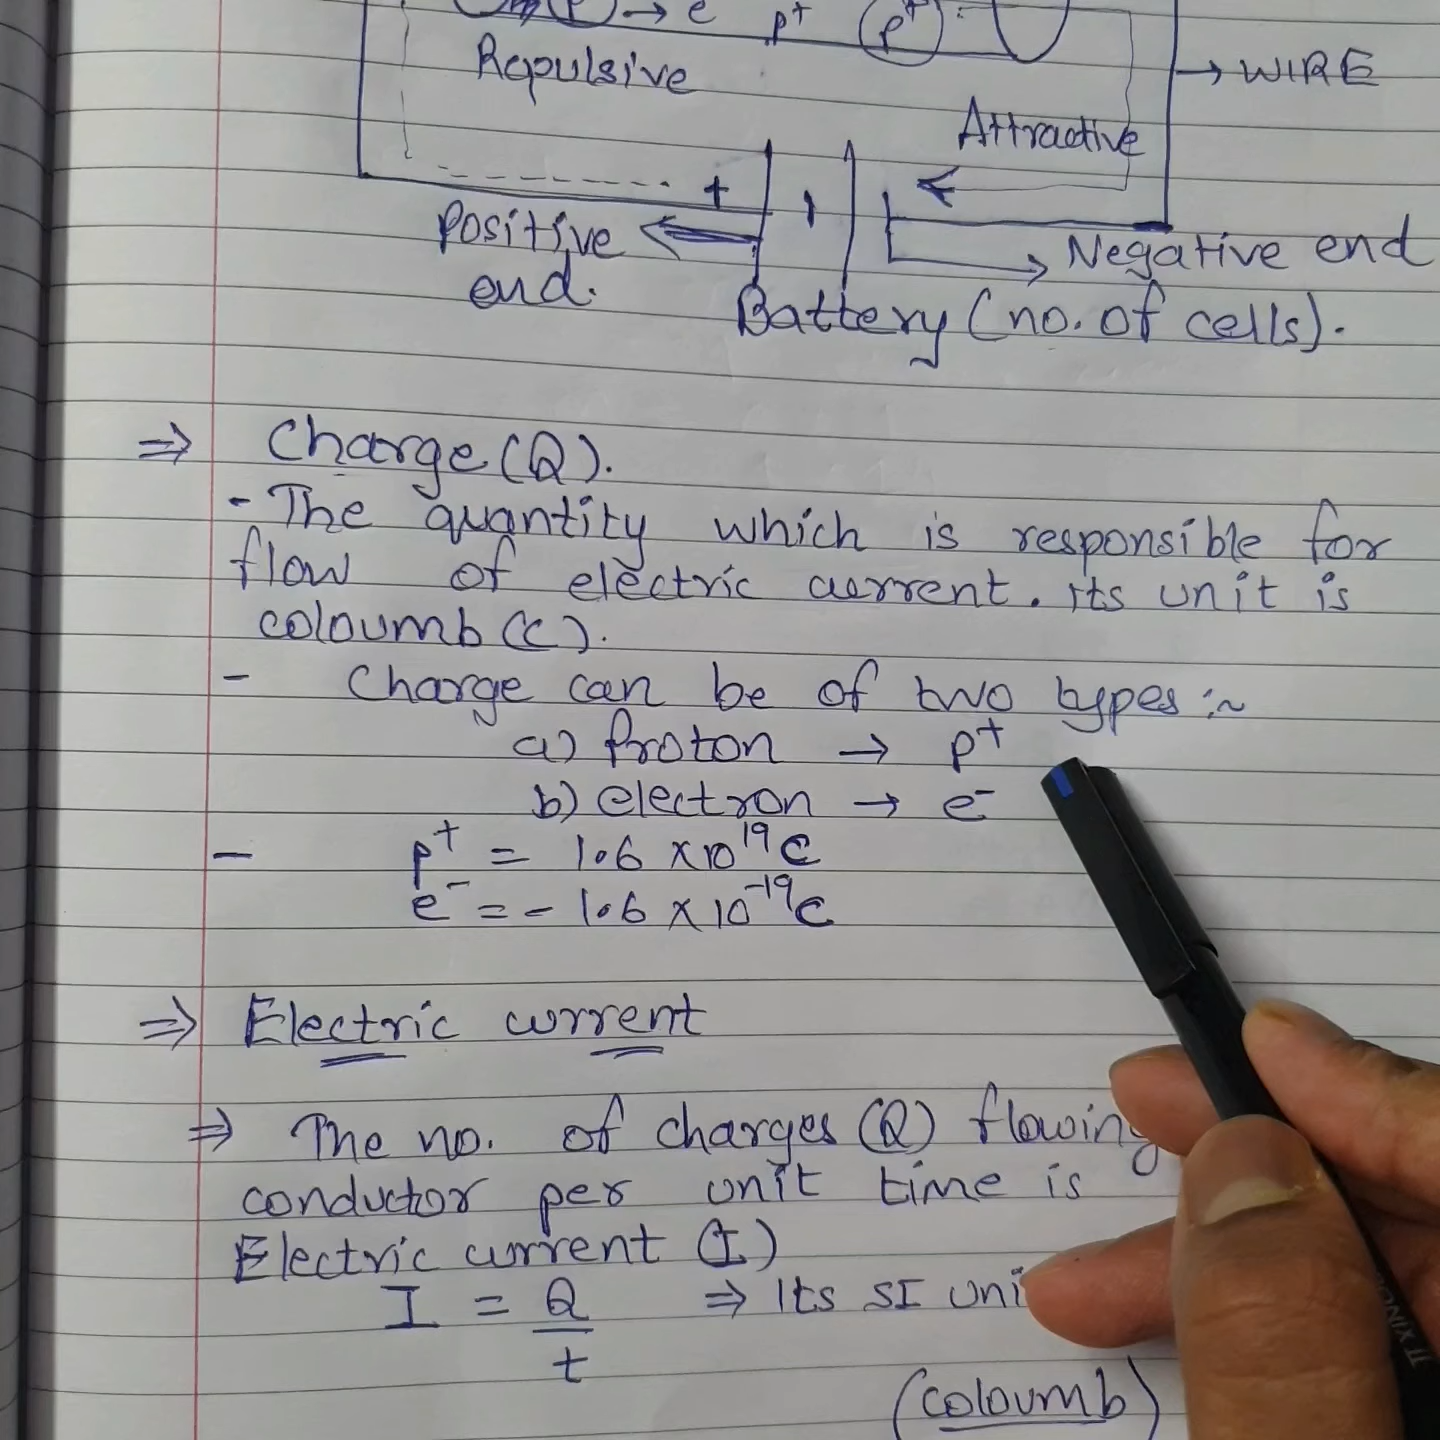 → e p+ p+
Repulsive
→ WIRE
Attractive
+
Positive
end.
Negative end
Battery (no. of cells).
⇒ Charge (Q).
- The quantity which is responsible for
flow of electric current. its unit is
coloumb (C).
- Charge can be of two types :~
a) Proton → p+
b) electron → e-
- p+ = 1.6 x 10^19 C
e- = - 1.6 x 10^-19 C
⇒ Electric current
⇒ The no. of charges (Q) flowing
conductor per unit time is
Electric current (I)
I = Q ⇒ Its SI uni
t
(coloumb)